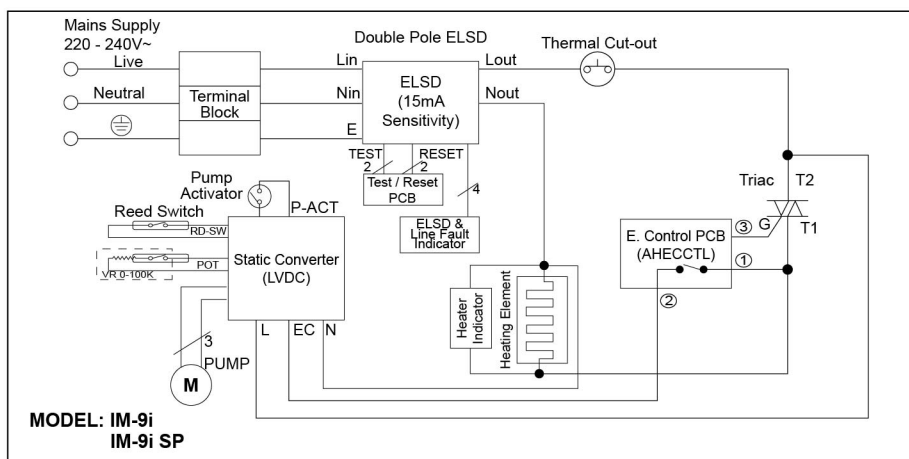 Mains Supply
220 - 240V~
Live
Neutral
Terminal
Block
Double Pole ELSD
Lin
Nin
E
ELSD
(15mA
Sensitivity)
Lout
Nout
Thermal Cut-out
TEST
RESET
2
2
4
Test / Reset
PCB
ELSD &
Line Fault
Indicator
Pump
Activator
P-ACT
Reed Switch
RD-SW
POT
VR 0-100K
Static Converter
(LVDC)
L
EC
N
3
PUMP
M
Heater
Indicator
Heating Element
Triac
T2
G
T1
E. Control PCB
(AHECCTL)
③
①
②
MODEL: IM-9i
IM-9i SP